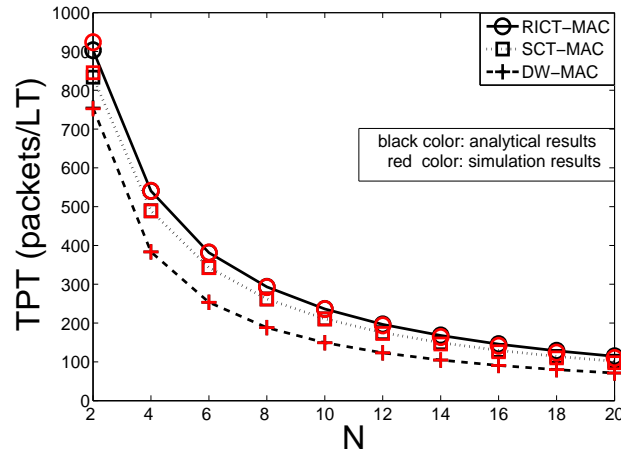 1000
900
800
700
600
500
400
300
200
100
0
TPT (packets/LT)
RICT−MAC
SCT−MAC
DW−MAC
black color: analytical results
red color: simulation results
2 4 6 8 10 12 14 16 18 20
N